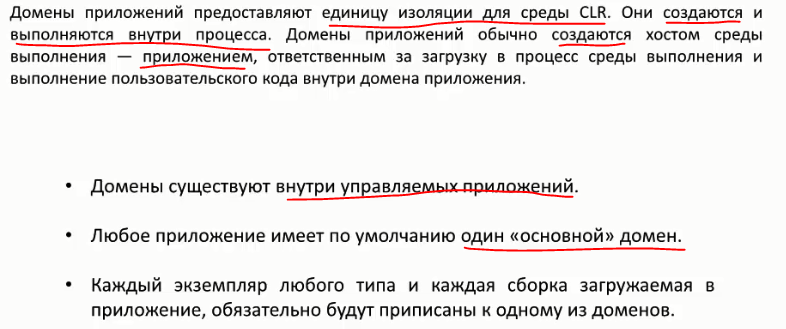 Домены приложений предоставляют единицу изоляции для среды CLR. Они создаются и
выполняются внутри процесса. Домены приложений обычно создаются хостом среды
выполнения — приложением, ответственным за загрузку в процесс среды выполнения и
выполнение пользовательского кода внутри домена приложения.
• Домены существуют внутри управляемых приложений.
• Любое приложение имеет по умолчанию один «основной» домен.
• Каждый экземпляр любого типа и каждая сборка загружаемая в
приложение, обязательно будут приписаны к одному из доменов.